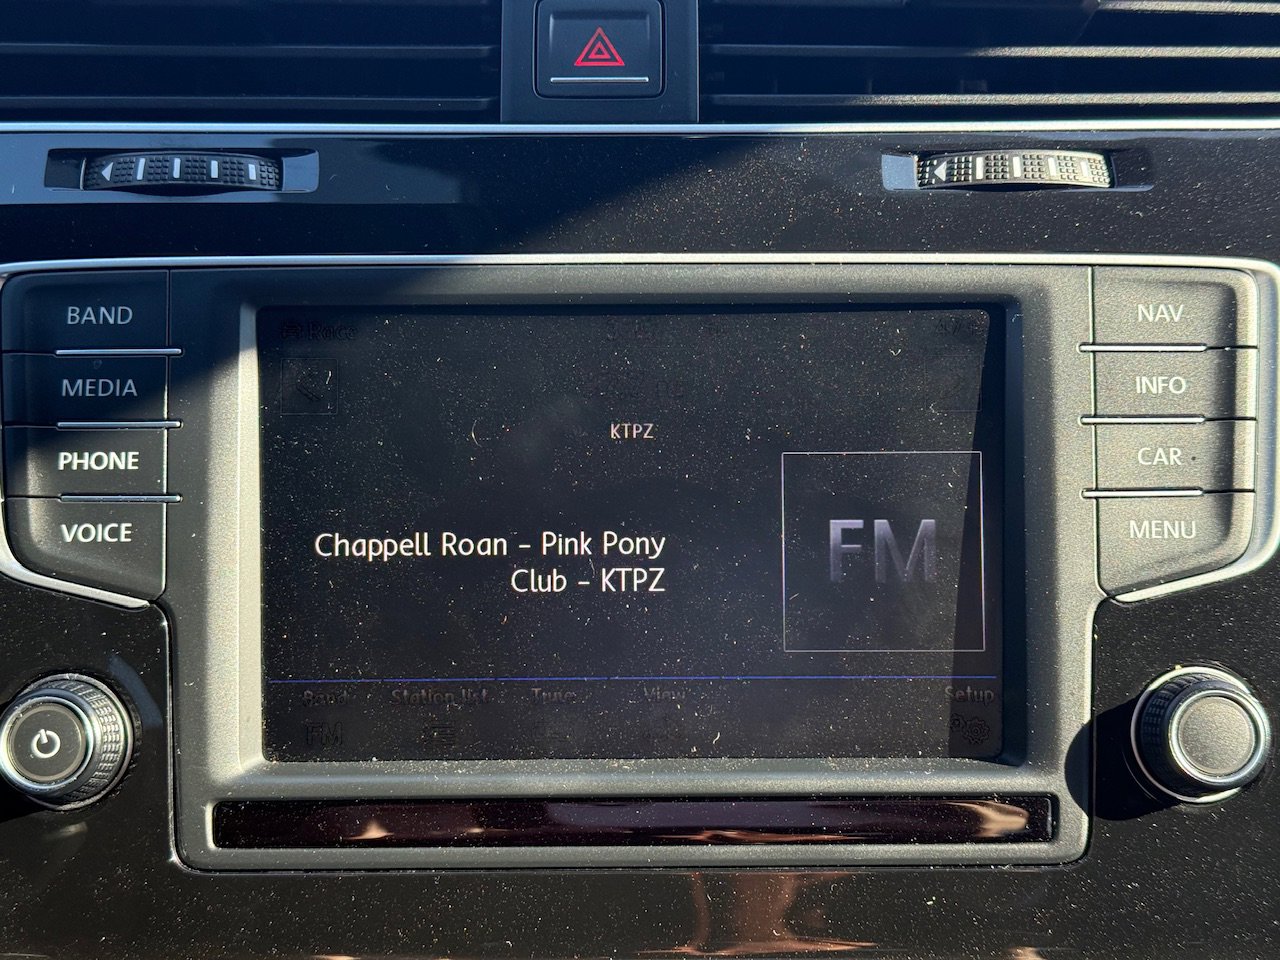 BAND
MEDIA
PHONE
VOICE
NAV
INFO
CAR
MENU
KTPZ
Chappell Roan – Pink Pony
Club – KTPZ
FM
Band Station list Tune View Setup
FM